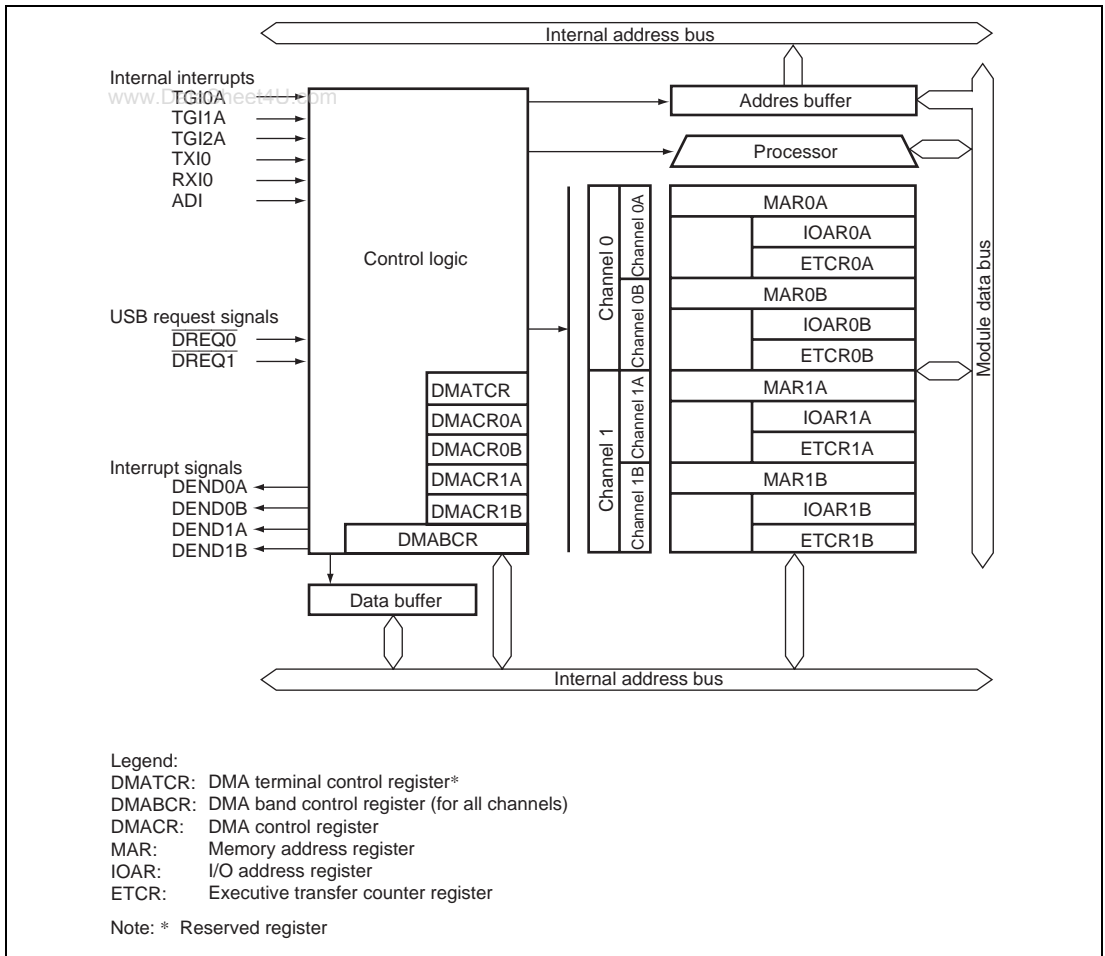 Internal address bus
Internal interrupts
www.DataSheet4U.com
TGI0A
TGI1A
TGI2A
TXI0
RXI0
ADI
USB request signals
DREQ0
DREQ1
Interrupt signals
DEND0A
DEND0B
DEND1A
DEND1B
Control logic
DMATCR
DMACR0A
DMACR0B
DMACR1A
DMACR1B
DMABCR
Data buffer
Addres buffer
Processor
Channel 0
Channel 0A
Channel 0B
Channel 1
Channel 1A
Channel 1B
MAR0A
IOAR0A
ETCR0A
MAR0B
IOAR0B
ETCR0B
MAR1A
IOAR1A
ETCR1A
MAR1B
IOAR1B
ETCR1B
Module data bus
Internal address bus
Legend:
DMATCR: DMA terminal control register*
DMABCR: DMA band control register (for all channels)
DMACR: DMA control register
MAR: Memory address register
IOAR: I/O address register
ETCR: Executive transfer counter register
Note: * Reserved register